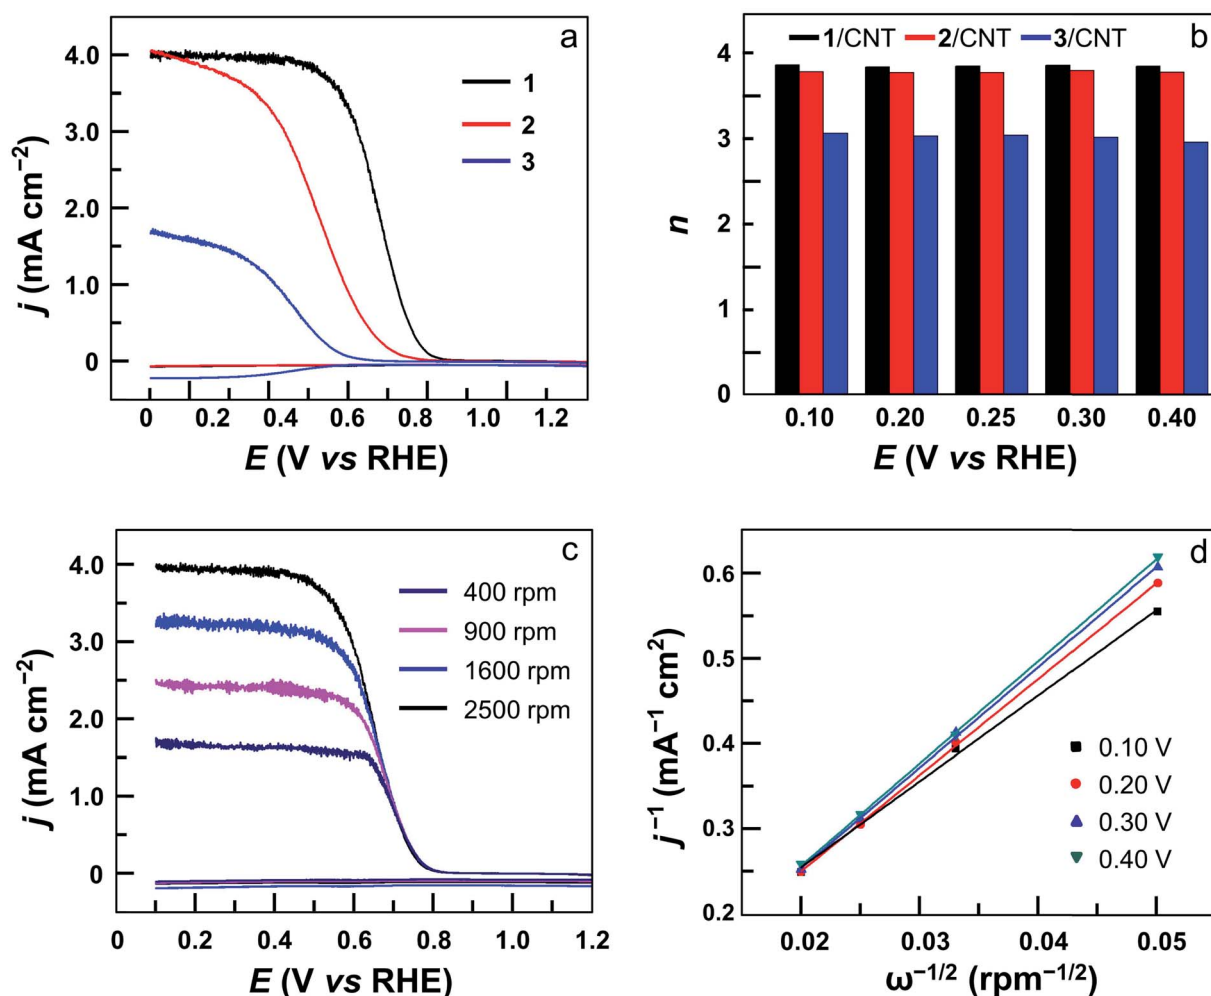 a
4.0
3.0
2.0
1.0
0
j (mA cm⁻²)
1
2
3
0 0.2 0.4 0.6 0.8 1.0 1.2
E (V vs RHE)
b
1/CNT 2/CNT 3/CNT
4
3
2
1
0
n
0.10 0.20 0.25 0.30 0.40
E (V vs RHE)
c
4.0
3.0
2.0
1.0
0
j (mA cm⁻²)
400 rpm
900 rpm
1600 rpm
2500 rpm
0 0.2 0.4 0.6 0.8 1.0 1.2
E (V vs RHE)
d
0.6
0.5
0.4
0.3
0.2
j⁻¹ (mA⁻¹ cm²)
0.10 V
0.20 V
0.30 V
0.40 V
0.02 0.03 0.04 0.05
ω⁻¹/² (rpm⁻¹/²)